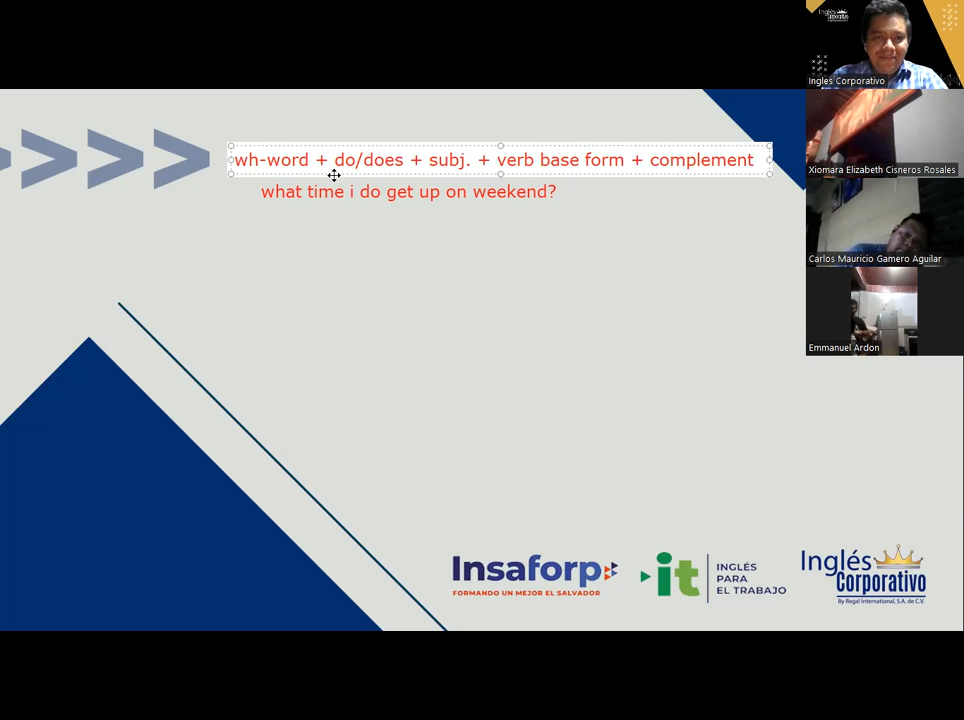 Inglés
Corporativo
Ingles Corporativo
wh-word + do/does + subj. + verb base form + complement
what time i do get up on weekend?
Xiomara Elizabeth Cisneros Rosales
Carlos Mauricio Gamero Aguilar
Emmanuel Ardon
Insaforp
FORMANDO UN MEJOR EL SALVADOR
it
INGLÉS
PARA
EL TRABAJO
Inglés
Corporativo
By Regal International, S.A. de C.V.